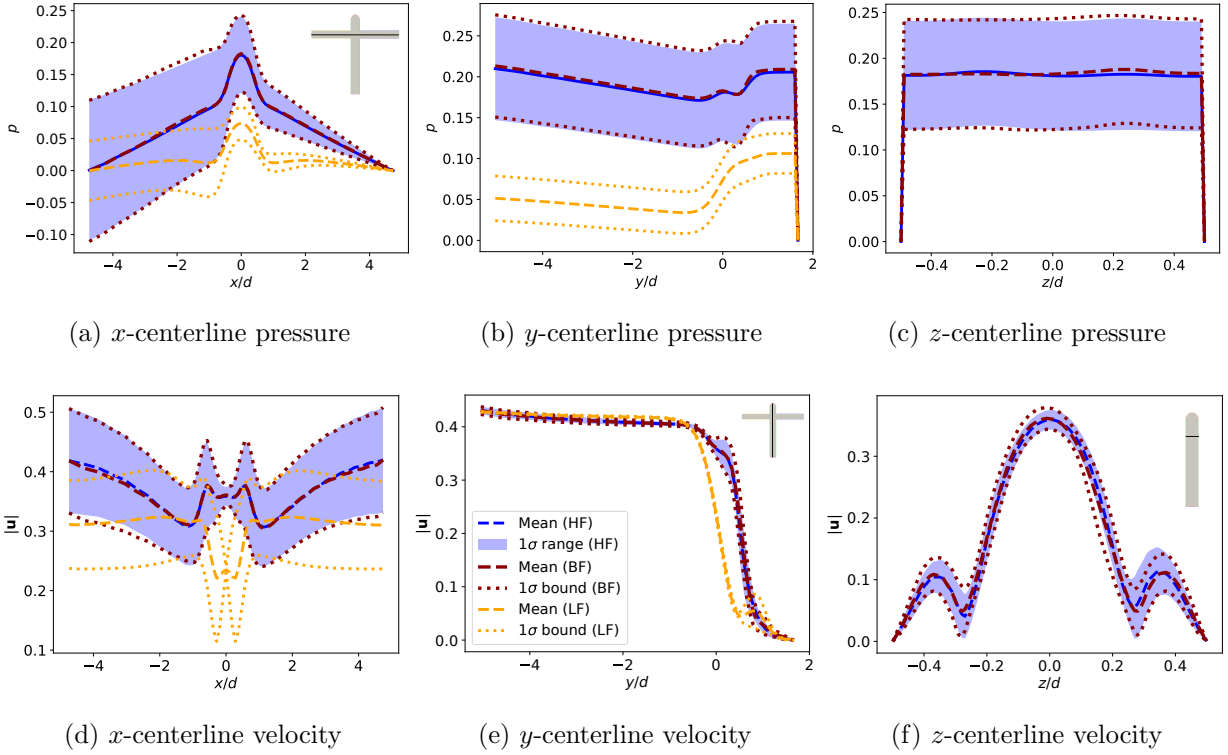 0.25
0.20
0.15
0.10
0.05
0.00
−0.05
−0.10
p
−4 −2 0 2 4
x/d
(a) x-centerline pressure
0.25
0.20
0.15
0.10
0.05
0.00
p
−4 −2 0 2
y/d
(b) y-centerline pressure
0.25
0.20
0.15
0.10
0.05
0.00
p
−0.4 −0.2 0.0 0.2 0.4
z/d
(c) z-centerline pressure
0.5
0.4
0.3
0.2
0.1
|u|
−4 −2 0 2 4
x/d
(d) x-centerline velocity
0.4
0.3
0.2
0.1
0.0
|u|
Mean (HF)
1σ range (HF)
Mean (BF)
1σ bound (BF)
Mean (LF)
1σ bound (LF)
−4 −2 0 2
y/d
(e) y-centerline velocity
0.3
0.2
0.1
0.0
|u|
−0.4 −0.2 0.0 0.2 0.4
z/d
(f) z-centerline velocity